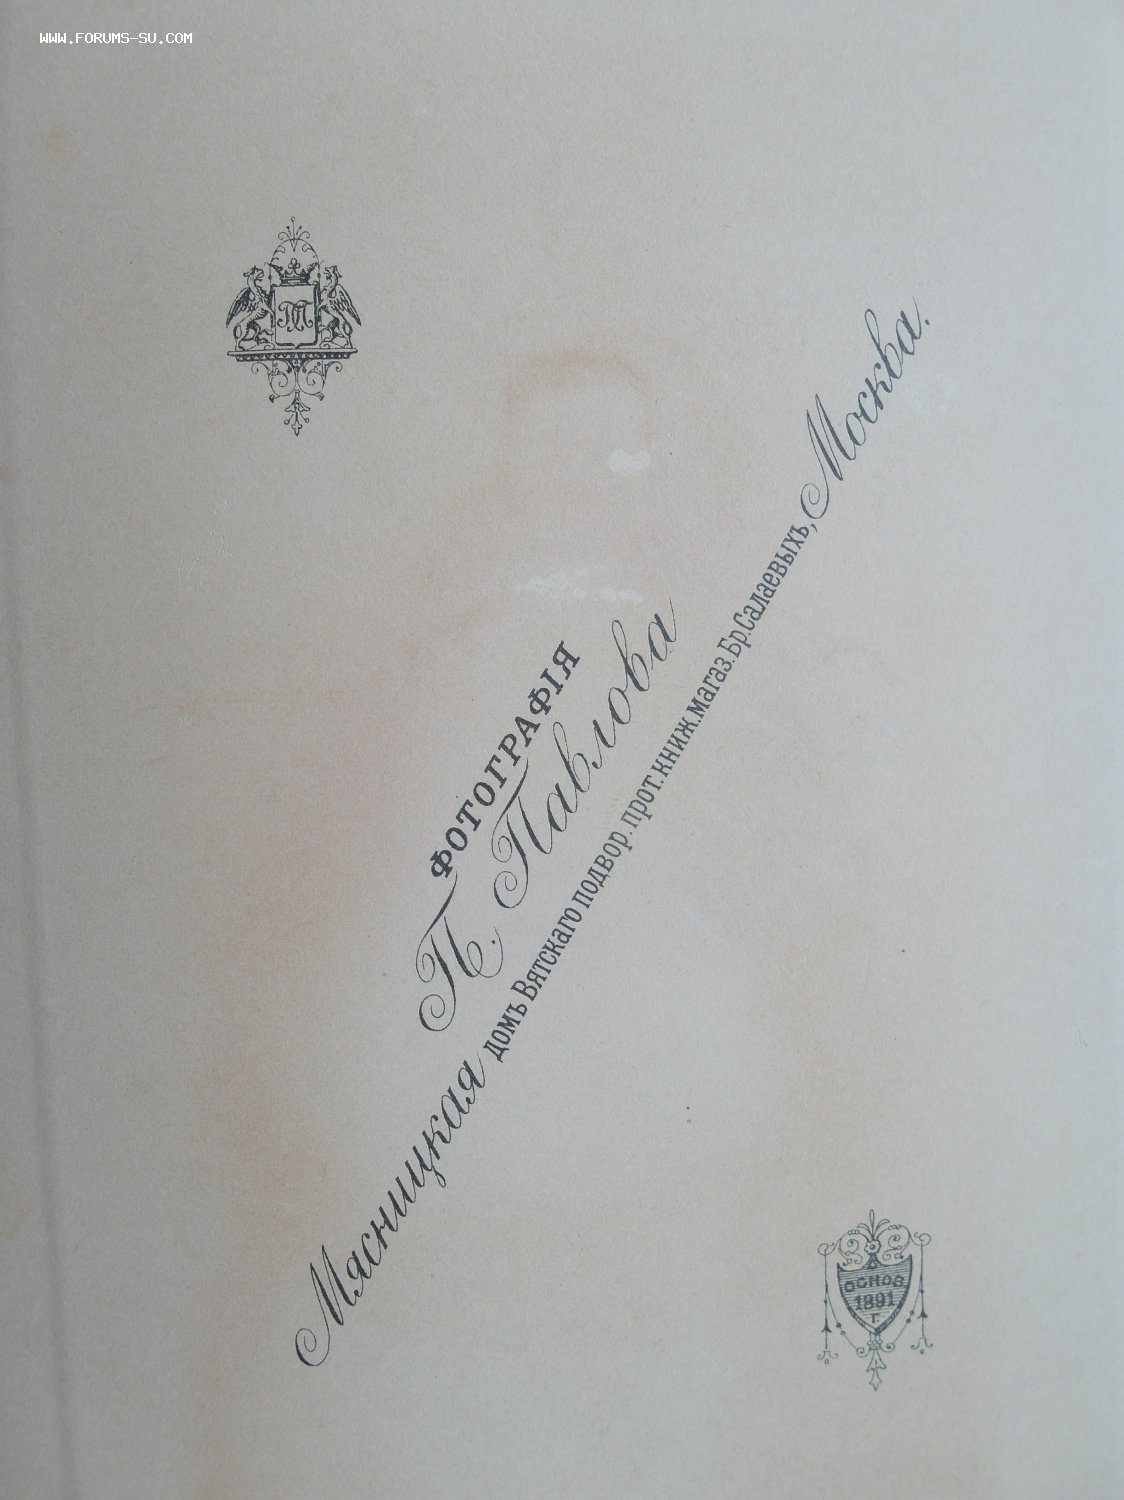 WWW.FORUMS-SU.COM
ФОТОГРАФІЯ
П. Павлова
Мясницкая домъ Вятскаго подвор. прот. книж. магаз. Бр. Салаевыхъ, Москва.
ОСНОВ.
1891
Г.